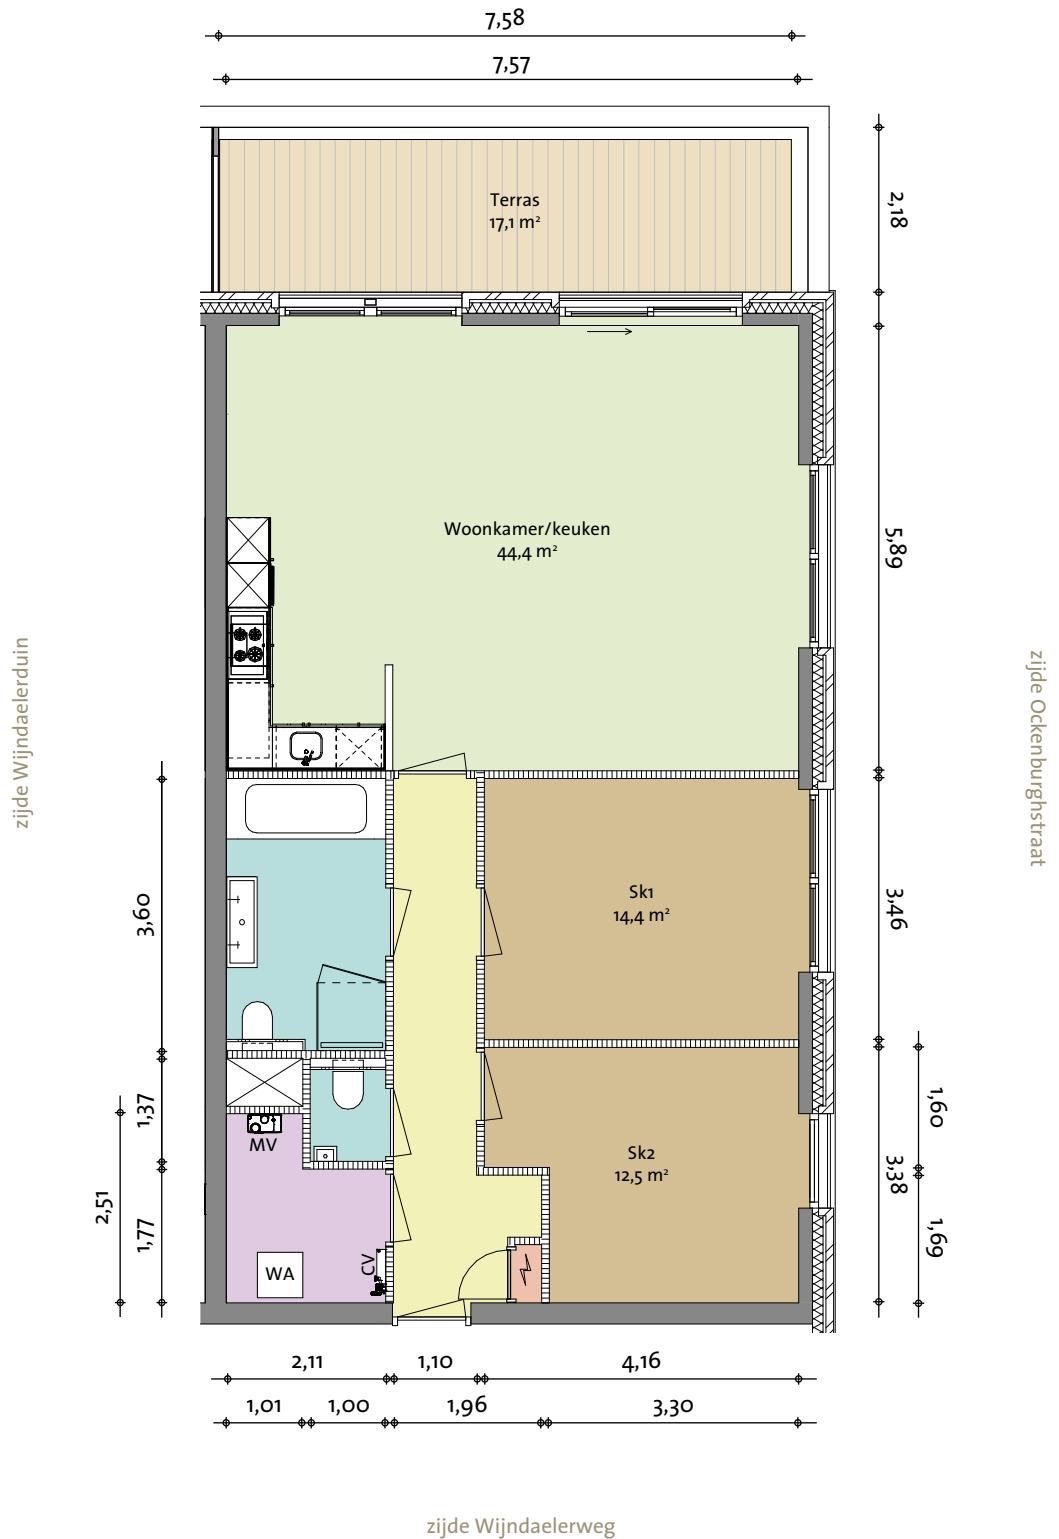 7,58
7,57
Terras
17,1 m²
2,18
Woonkamer/keuken
44,4 m²
5,89
zijde Wijndaelerduin
zijde Ockenburghstraat
Sk1
14,4 m²
3,60
3,46
MV
1,37
1,60
Sk2
12,5 m²
3,38
2,51
1,77
1,69
WA
CV
2,11
1,10
4,16
1,01
1,00
1,96
3,30
zijde Wijndaelerweg